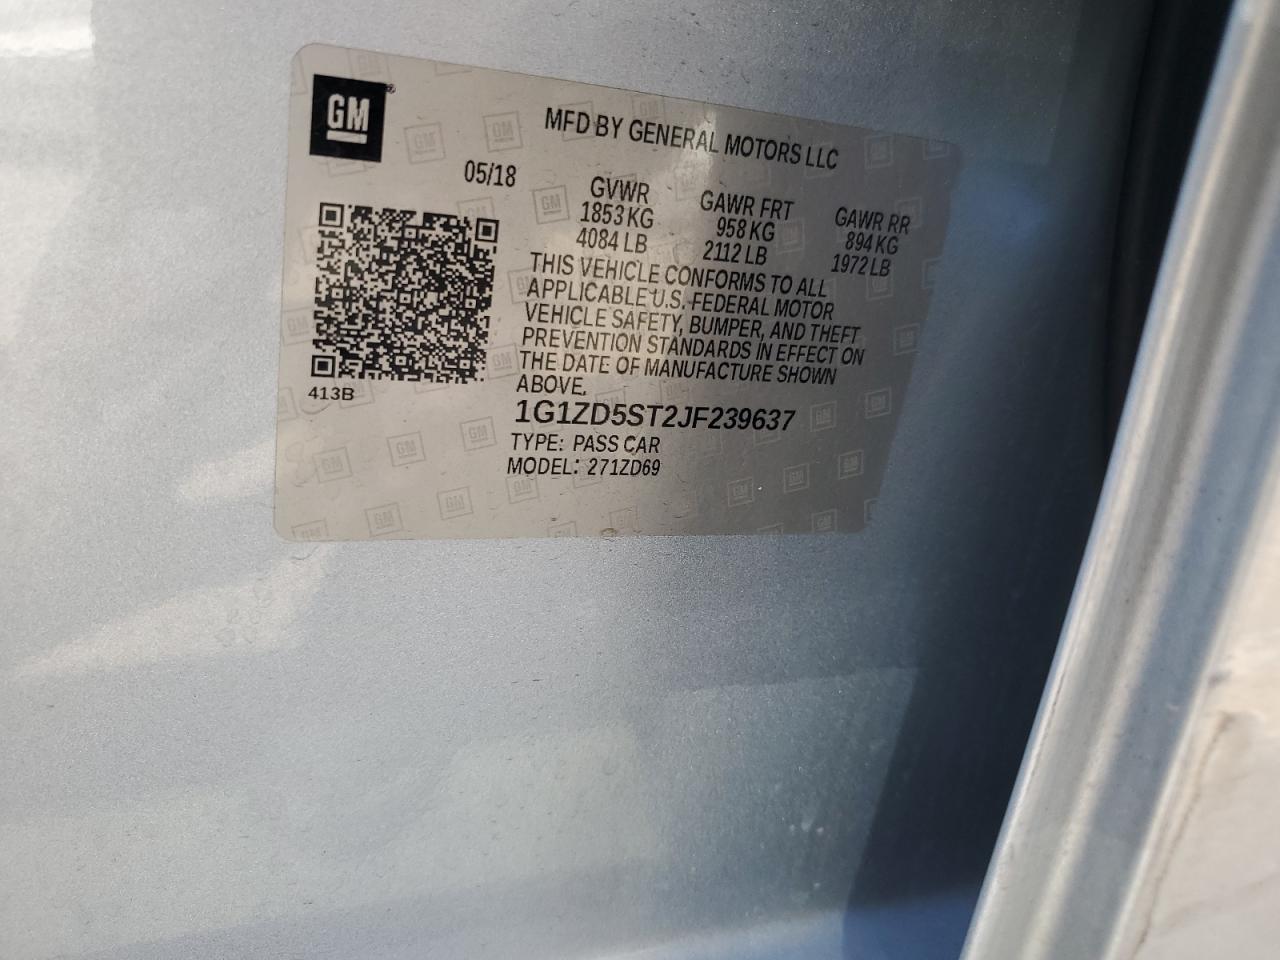 GM
MFD BY GENERAL MOTORS LLC
05/18
GVWR GAWR FRT GAWR RR
1853 KG 958 KG 894 KG
4084 LB 2112 LB 1972 LB
THIS VEHICLE CONFORMS TO ALL
APPLICABLE U.S. FEDERAL MOTOR
VEHICLE SAFETY, BUMPER, AND THEFT
PREVENTION STANDARDS IN EFFECT ON
THE DATE OF MANUFACTURE SHOWN
ABOVE.
413B
1G1ZD5ST2JF239637
TYPE: PASS CAR
MODEL: 271ZD69